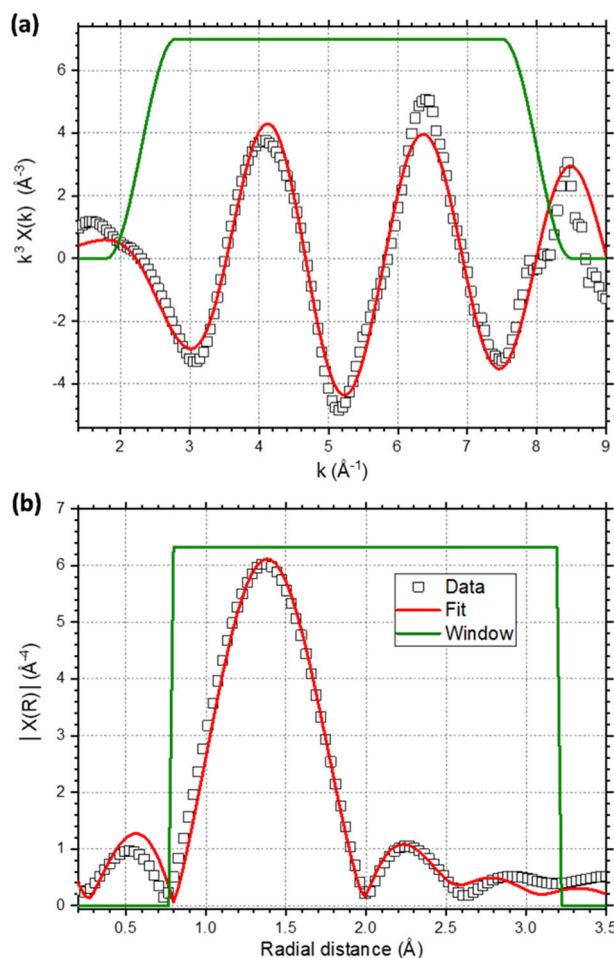 (a)
6
4
2
0
-2
-4
k³ X(k) (Å⁻³)
2 3 4 5 6 7 8 9
k (Å⁻¹)
(b)
7
6
5
4
3
2
1
0
| X(R)| (Å⁻⁴)
Data
Fit
Window
0.5 1.0 1.5 2.0 2.5 3.0 3.5
Radial distance (Å)